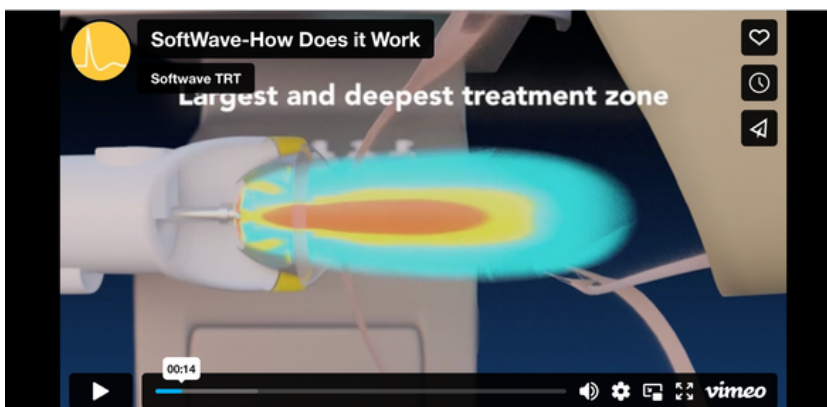 SoftWave-How Does it Work
Softwave TRT
Largest and deepest treatment zone
00:14
vimeo